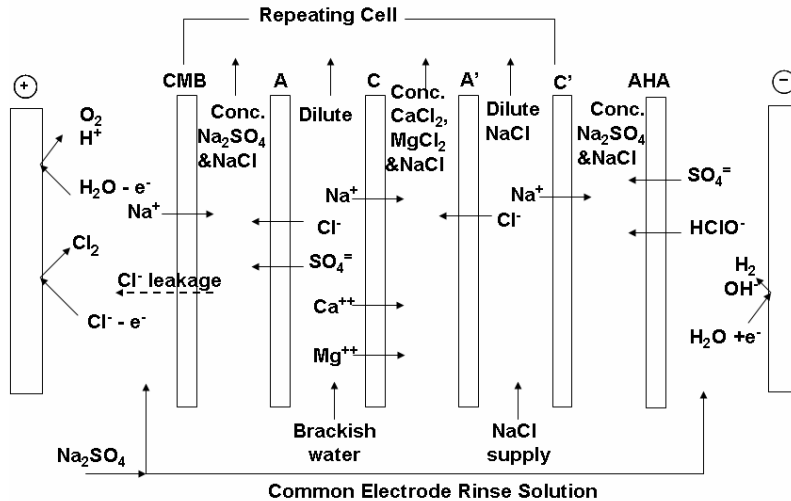 Repeating Cell
+
CMB
A
C
A’
C’
AHA
−
O₂
H⁺
H₂O - e⁻
Na⁺
Cl₂
Cl⁻ leakage
Cl⁻ - e⁻
Conc.
Na₂SO₄
&NaCl
Dilute
Na⁺
Cl⁻
SO₄⁼
Ca⁺⁺
Mg⁺⁺
Brackish
water
Conc.
CaCl₂,
MgCl₂
&NaCl
Dilute
NaCl
Na⁺
Cl⁻
NaCl
supply
Conc.
Na₂SO₄
&NaCl
SO₄⁼
HClO⁻
H₂
OH⁻
H₂O +e⁻
Na₂SO₄
Common Electrode Rinse Solution